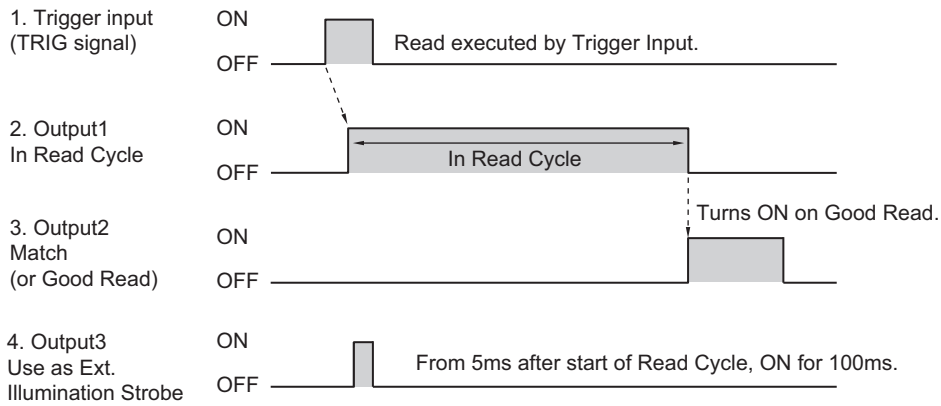 1. Trigger input
(TRIG signal)
ON
OFF
Read executed by Trigger Input.
2. Output1
In Read Cycle
ON
OFF
In Read Cycle
Turns ON on Good Read.
3. Output2
Match
(or Good Read)
ON
OFF
4. Output3
Use as Ext.
Illumination Strobe
ON
OFF
From 5ms after start of Read Cycle, ON for 100ms.